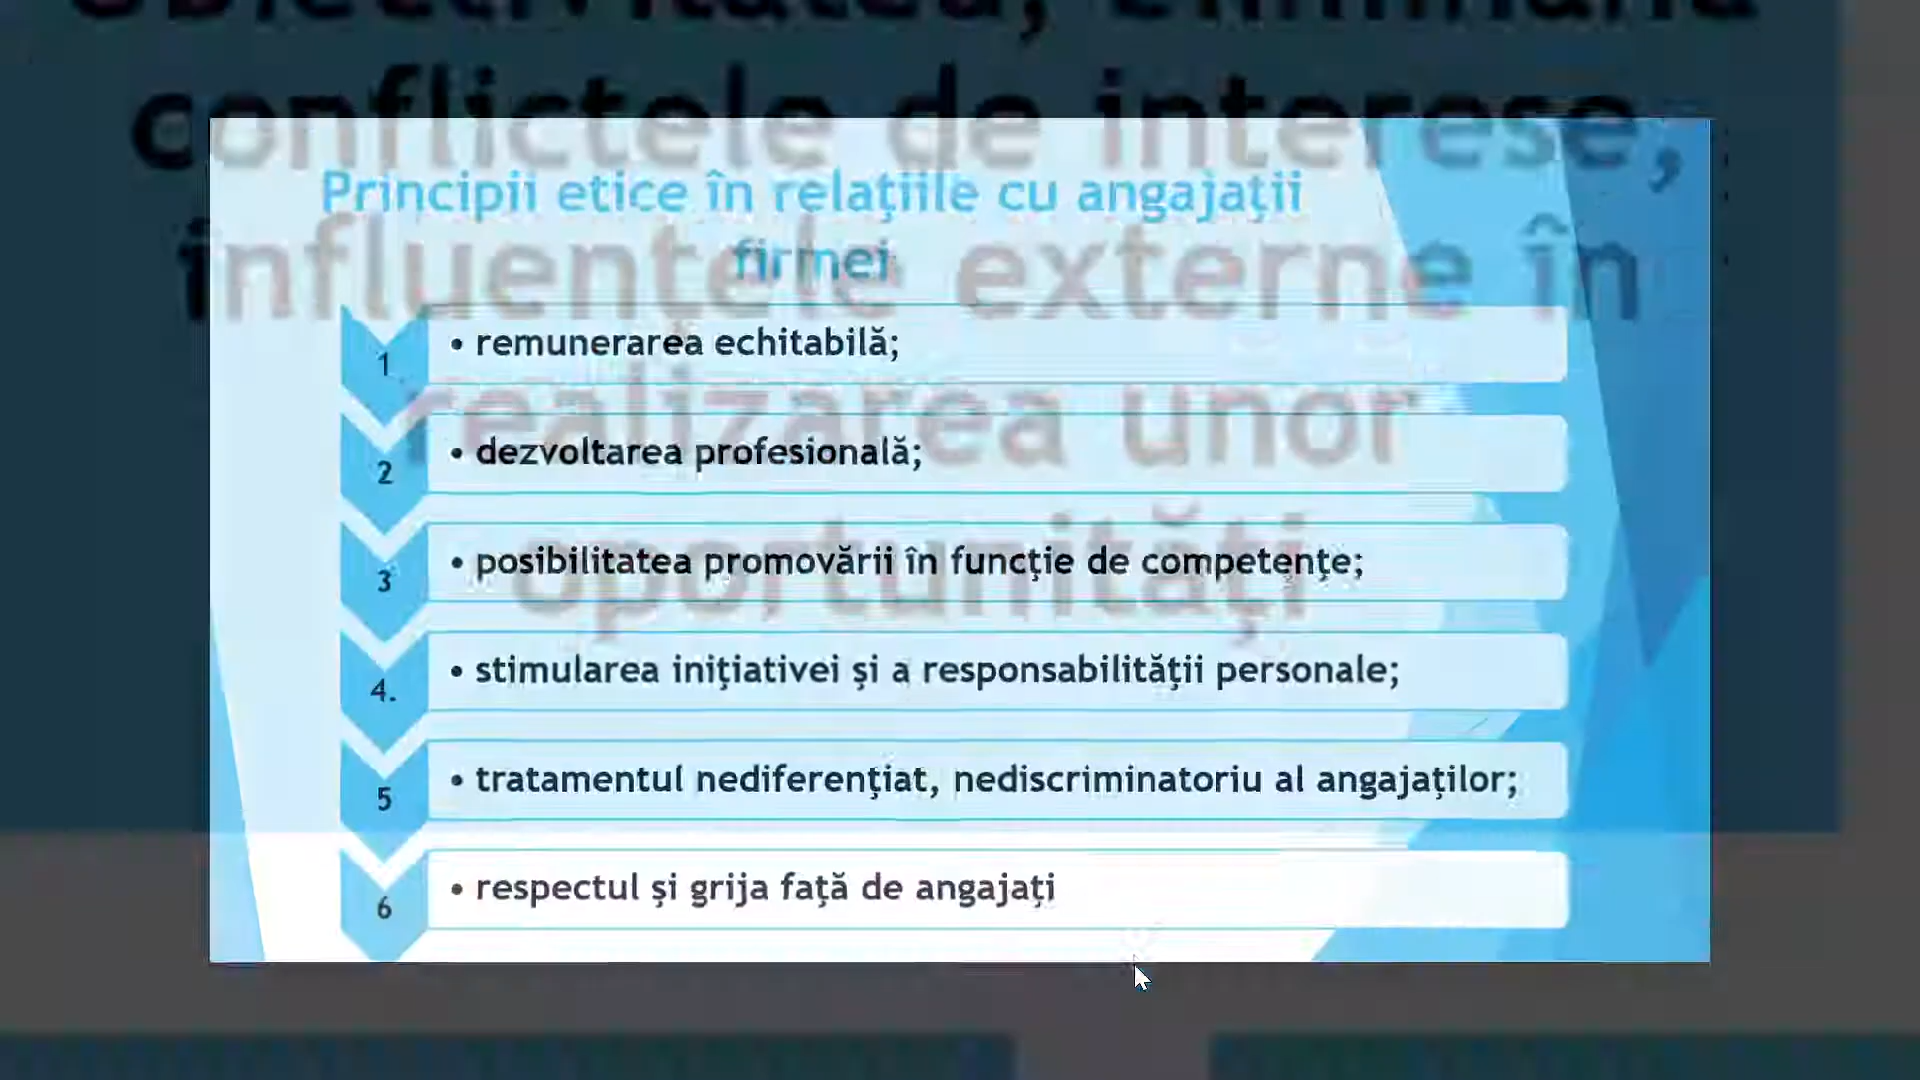 obiectivitatea, eliminând
conflictele de interese,
influențele externe în
realizarea unor
oportunități
Principii etice în relațiile cu angajații
firmei
1
• remunerarea echitabilă;
2
• dezvoltarea profesională;
3
• posibilitatea promovării în funcție de competențe;
4.
• stimularea inițiativei și a responsabilității personale;
5
• tratamentul nediferențiat, nediscriminatoriu al angajaților;
6
• respectul și grija față de angajați